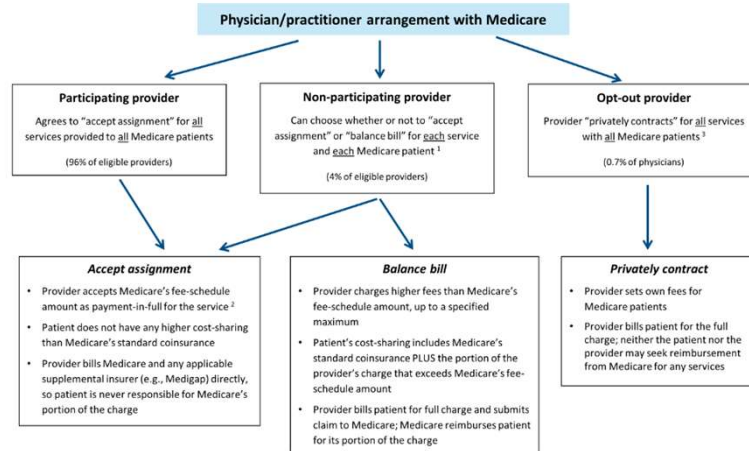 Physician/practitioner arrangement with Medicare
Participating provider
Agrees to “accept assignment” for all
services provided to all Medicare patients
(96% of eligible providers)
Non-participating provider
Can choose whether or not to “accept
assignment” or “balance bill” for each service
and each Medicare patient 1
(4% of eligible providers)
Opt-out provider
Provider “privately contracts” for all services
with all Medicare patients 3
(0.7% of physicians)
Accept assignment
• Provider accepts Medicare’s fee-schedule
amount as payment-in-full for the service 2
• Patient does not have any higher cost-sharing
than Medicare’s standard coinsurance
• Provider bills Medicare and any applicable
supplemental insurer (e.g., Medigap) directly,
so patient is never responsible for Medicare’s
portion of the charge
Balance bill
• Provider charges higher fees than Medicare’s
fee-schedule amount, up to a specified
maximum
• Patient’s cost-sharing includes Medicare’s
standard coinsurance PLUS the portion of the
provider’s charge that exceeds Medicare’s fee-
schedule amount
• Provider bills patient for full charge and submits
claim to Medicare; Medicare reimburses patient
for its portion of the charge
Privately contract
• Provider sets own fees for
Medicare patients
• Provider bills patient for the full
charge; neither the patient nor the
provider may seek reimbursement
from Medicare for any services